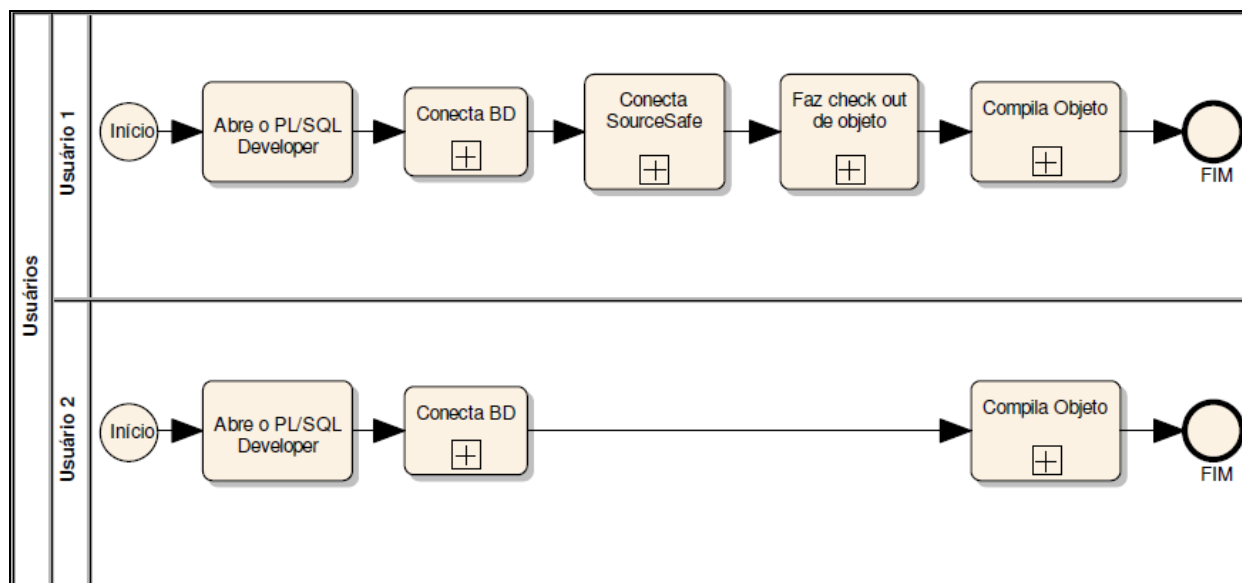 Usuários
Usuário 1
Início
Abre o PL/SQL
Developer
Conecta BD
Conecta
SourceSafe
Faz check out
de objeto
Compila Objeto
FIM
Usuário 2
Início
Abre o PL/SQL
Developer
Conecta BD
Compila Objeto
FIM